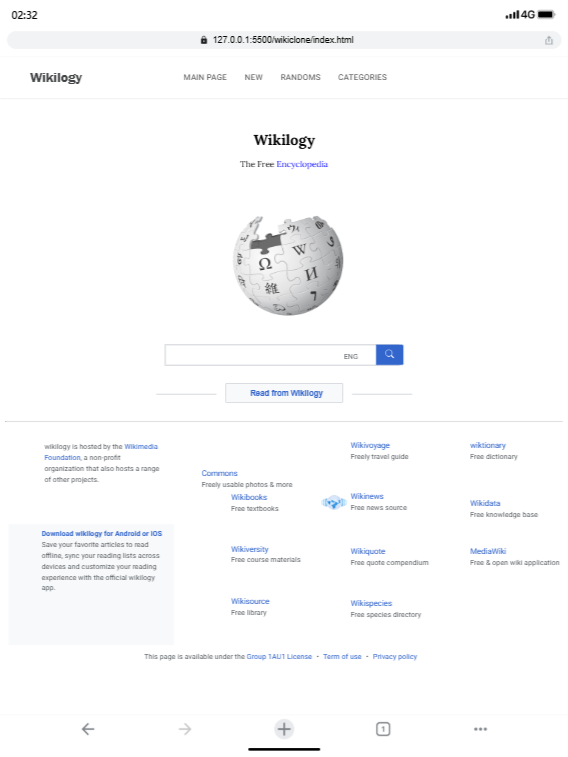 02:32
4G
127.0.0.1:5500/wikiclone/index.html
Wikilogy
MAIN PAGE NEW RANDOMS CATEGORIES
Wikilogy
The Free Encyclopedia
Ω W И 維 ウィ
ENG
Read from Wikilogy
wikilogy is hosted by the Wikimedia
Foundation, a non-profit
organization that also hosts a range
of other projects.
Download wikilogy for Android or iOS
Save your favorite articles to read
offline, sync your reading lists across
devices and customize your reading
experience with the official wikilogy
app.
Commons
Freely usable photos & more
Wikibooks
Free textbooks
Wikiversity
Free course materials
Wikisource
Free library
Wikivoyage
Freely travel guide
Wikinews
Free news source
Wikiquote
Free quote compendium
Wikispecies
Free species directory
wiktionary
Free dictionary
Wikidata
Free knowledge base
MediaWiki
Free & open wiki application
This page is available under the Group 1AU1 License - Term of use - Privacy policy
1